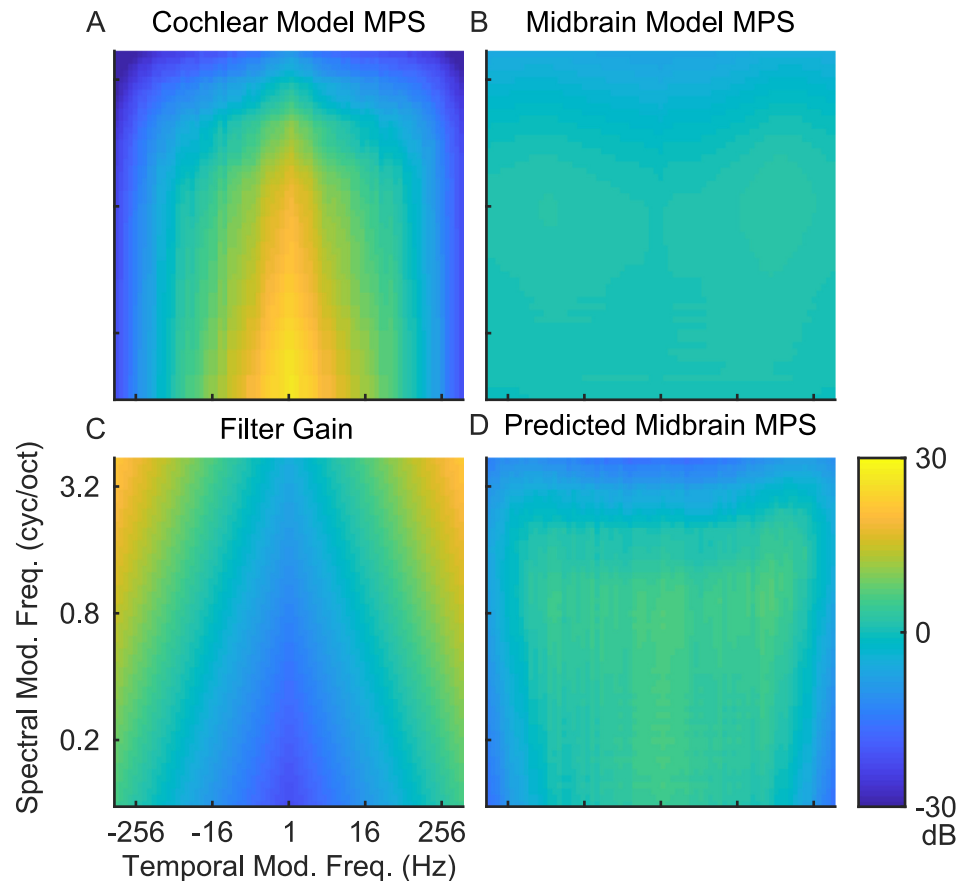 A Cochlear Model MPS
B Midbrain Model MPS
C Filter Gain
D Predicted Midbrain MPS
Spectral Mod. Freq. (cyc/oct)
3.2
0.8
0.2
-256 -16 1 16 256
Temporal Mod. Freq. (Hz)
30
0
-30
dB